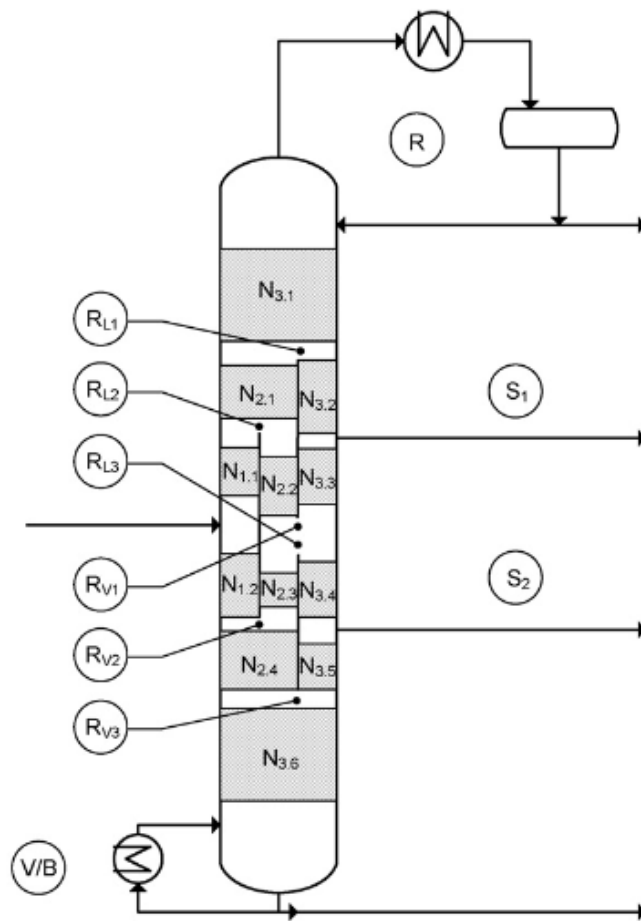 R
N3.1
RL1
RL2
N2.1
N3.2
S1
RL3
N1.1
N2.2
N3.3
RV1
N1.2
N2.3
N3.4
S2
RV2
N2.4
N3.5
RV3
N3.6
V/B